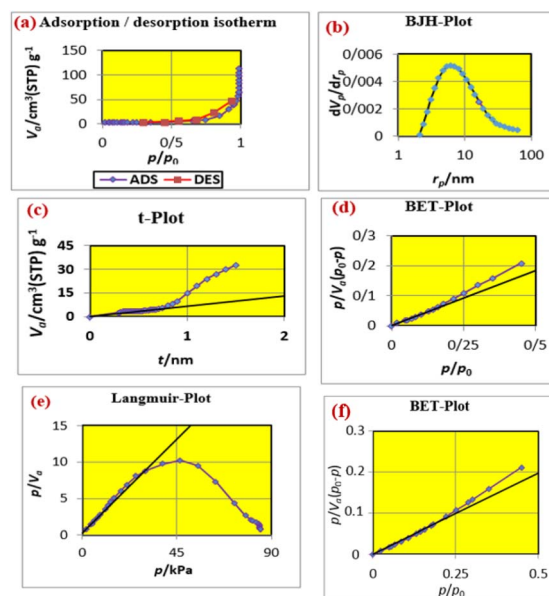 (a) Adsorption / desorption isotherm
Va/cm3(STP) g-1
150
100
50
0
0
0/5
1
p/p0
ADS
DES
(b)
BJH-Plot
dVp/drp
0/006
0/004
0/002
0
1
10
100
rp/nm
(c)
t-Plot
Va/cm3(STP) g-1
45
30
15
0
0
1
2
t/nm
(d)
BET-Plot
p/Va(p0-p)
0/3
0/2
0/1
0
0
0/25
0/5
p/p0
(e)
Langmuir-Plot
p/Va
15
10
5
0
0
45
90
p/kPa
(f)
BET-Plot
p/Va(p0-p)
0.3
0.2
0.1
0
0
0.25
0.5
p/p0